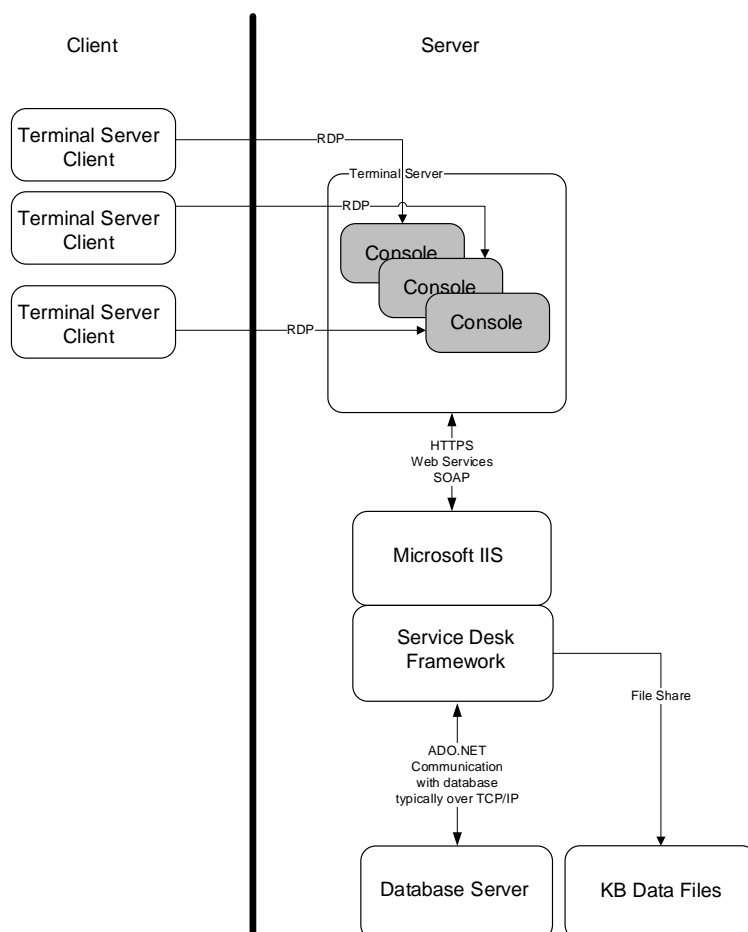 Client
Server
Terminal Server
Client
RDP
Terminal Server
Terminal Server
Client
RDP
Console
Console
Console
Terminal Server
Client
RDP
HTTPS
Web Services
SOAP
Microsoft IIS
Service Desk
Framework
File Share
ADO.NET
Communication
with database
typically over TCP/IP
Database Server
KB Data Files